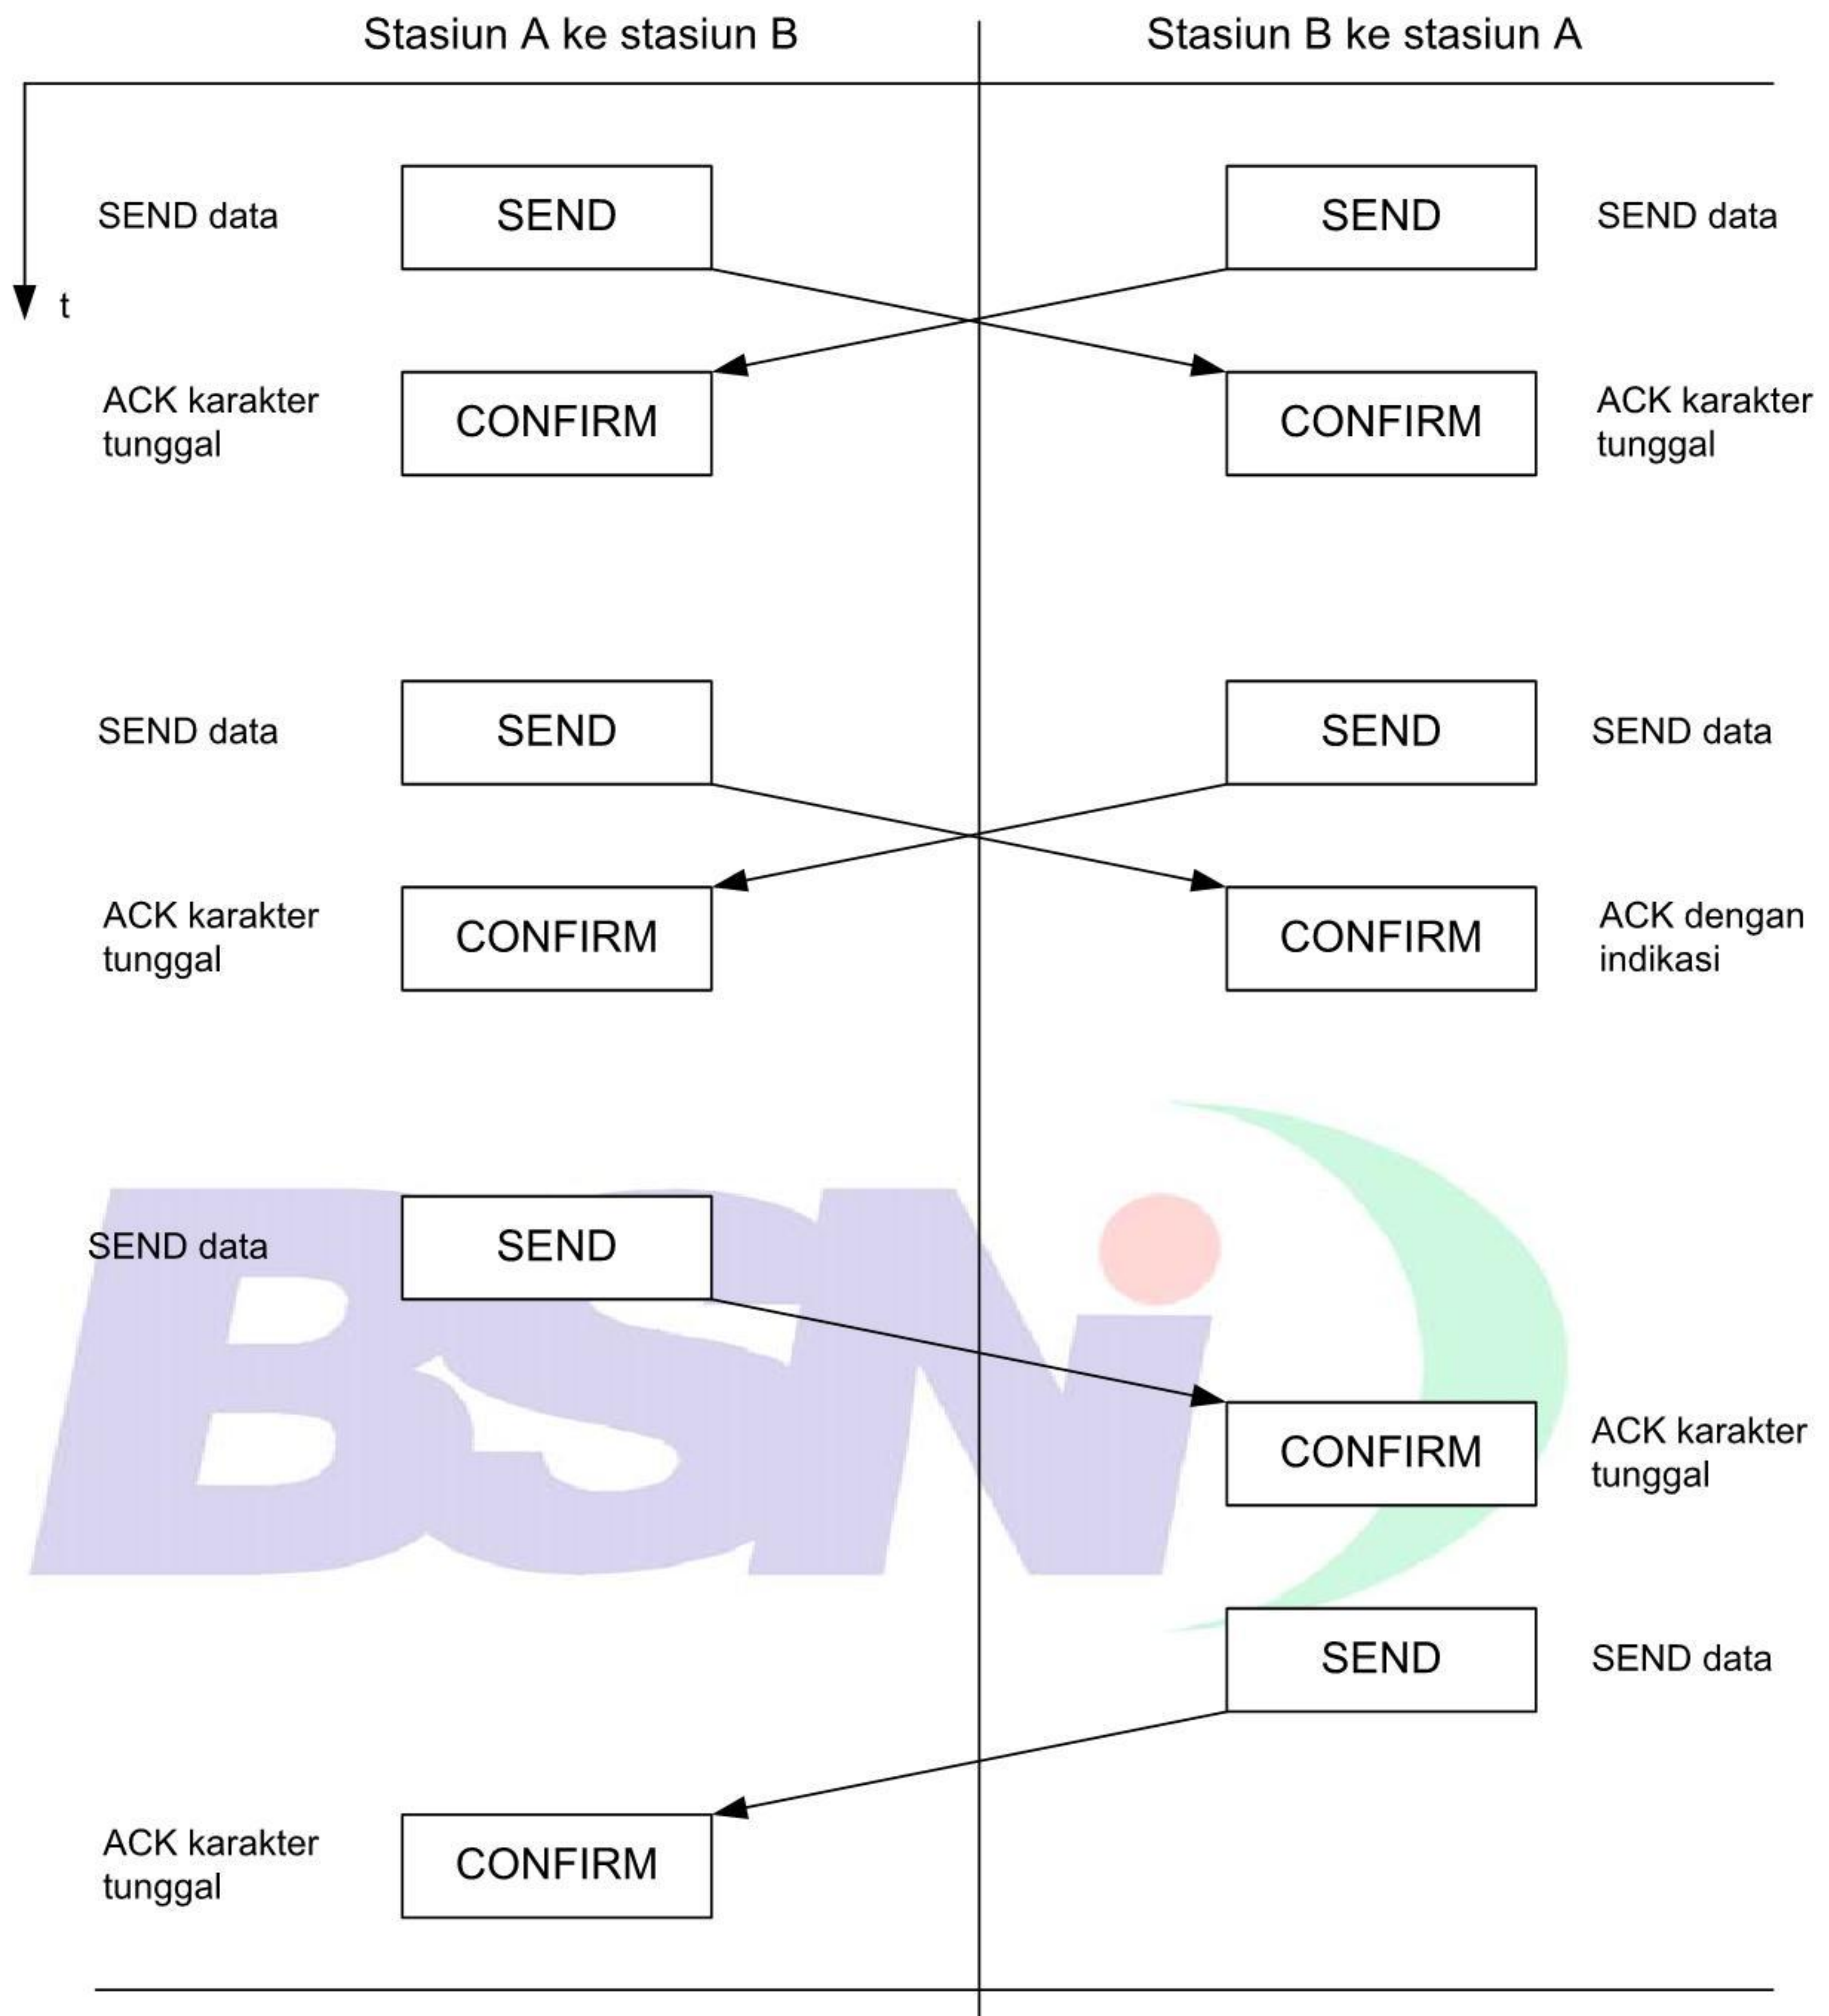 Stasiun A ke stasiun B
Stasiun B ke stasiun A
SEND data
SEND
SEND
SEND data
t
ACK karakter
tunggal
CONFIRM
CONFIRM
ACK karakter
tunggal
SEND data
SEND
SEND
SEND data
ACK karakter
tunggal
CONFIRM
CONFIRM
ACK dengan
indikasi
BSNi
SEND data
SEND
CONFIRM
ACK karakter
tunggal
SEND
SEND data
ACK karakter
tunggal
CONFIRM